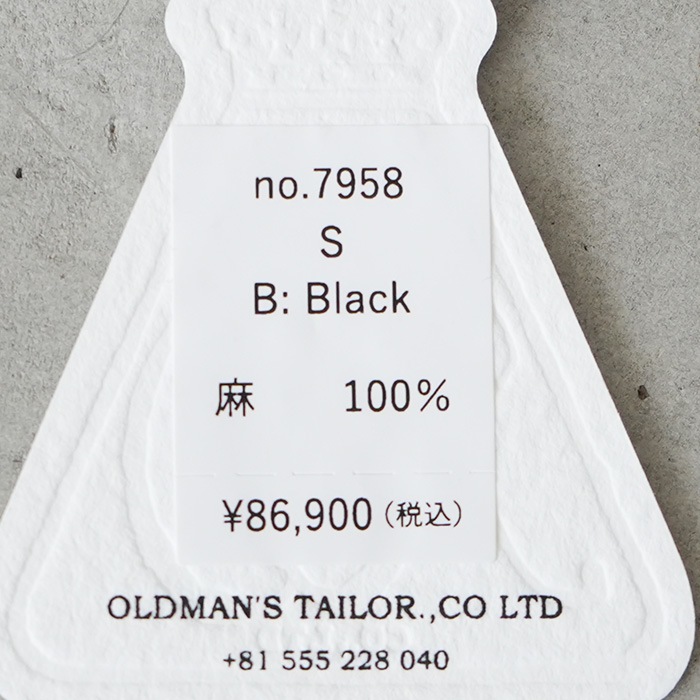 no.7958
S
B: Black
麻 100%
¥86,900 (税込)
OLDMAN'S TAILOR.,CO LTD
+81 555 228 040